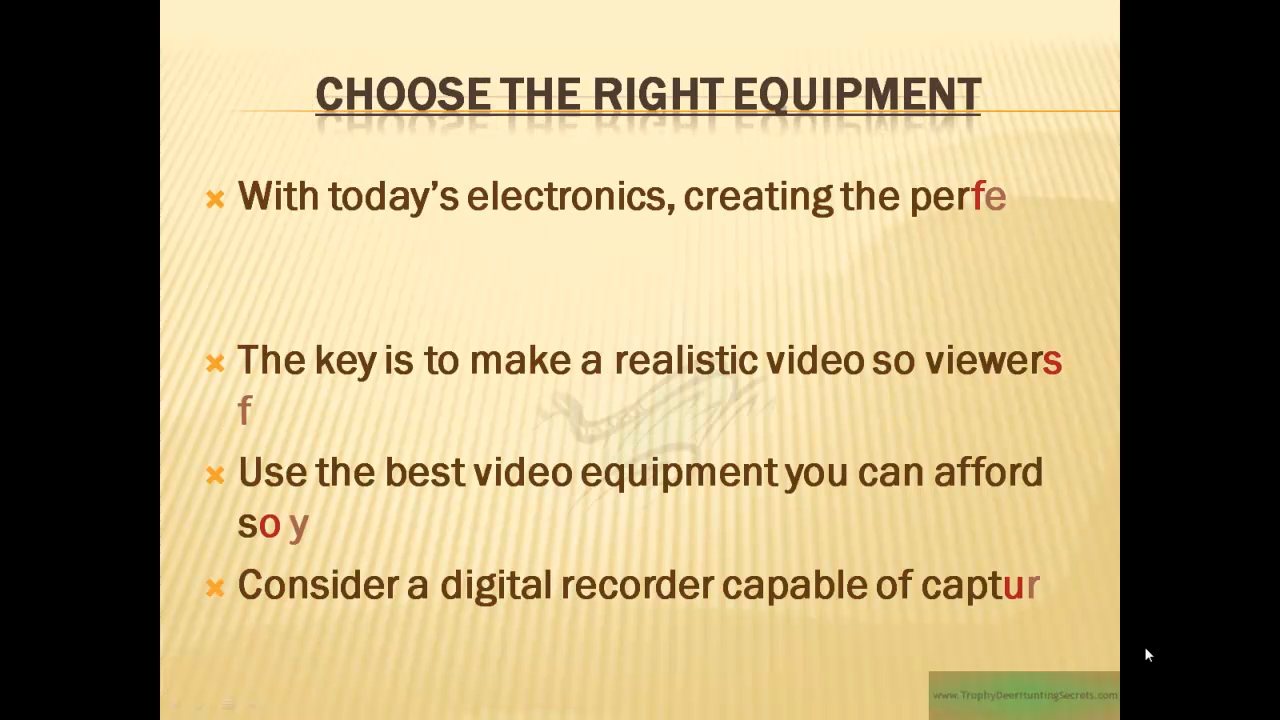 CHOOSE THE RIGHT EQUIPMENT
With today's electronics, creating the perfe
The key is to make a realistic video so viewers
f
Use the best video equipment you can afford
so y
Consider a digital recorder capable of captur
www.TrophyDeerHuntingSecrets.com